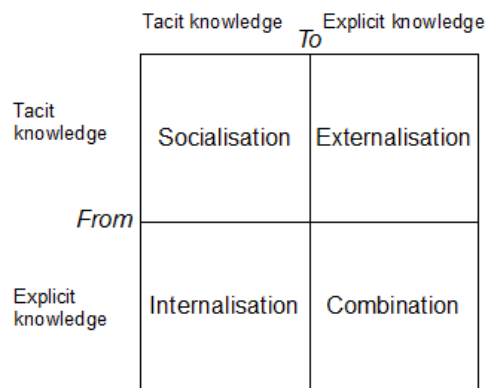 Tacit knowledge
Explicit knowledge
To
Tacit
knowledge
Socialisation
Externalisation
From
Explicit
knowledge
Internalisation
Combination